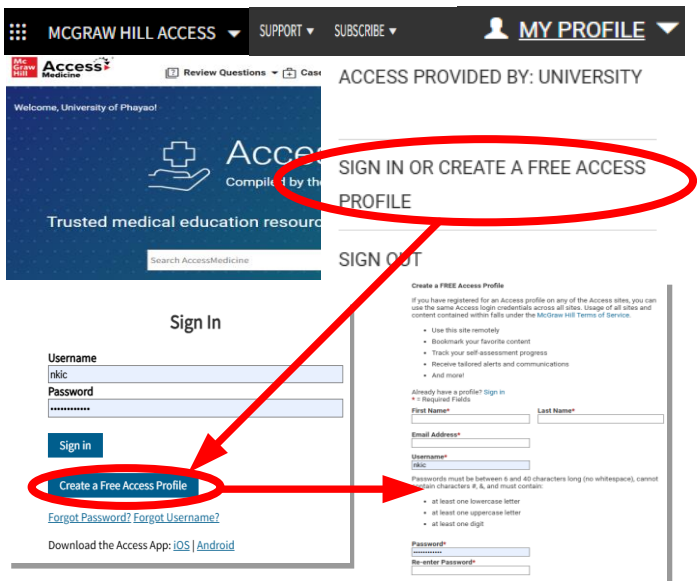 MCGRAW HILL ACCESS
SUPPORT
SUBSCRIBE
MY PROFILE
Mc Graw Hill
Access
Medicine
Review Questions
Welcome, University of Phayao!
Compiled by
Trusted medical education
Search AccessMedicine
ACCESS PROVIDED BY: UNIVERSITY
SIGN IN OR CREATE A FREE ACCESS
PROFILE
SIGN OUT
Sign In
Username
nkic
Password
Sign in
Create a Free Access Profile
Forgot Password? Forgot Username?
Download the Access App: iOS | Android
Create a FREE Access Profile
If you have registered for an Access profile on any of the Access sites, you can
use the same Access login credentials across all sites. Usage of all sites and
content contained within falls under the McGraw Hill Terms of Service.
• Use this site remotely
• Bookmark your favorite content
• Track your self-assessment progress
• Receive tailored alerts and communications
• And more!
Already have a profile? Sign in
* = Required Fields
First Name*
Last Name*
Email Address*
Username*
nkic
Passwords must be between 6 and 40 characters long (no whitespace), cannot
contain characters #, &, and must contain:
• at least one lowercase letter
• at least one uppercase letter
• at least one digit
Password*
Re-enter Password*